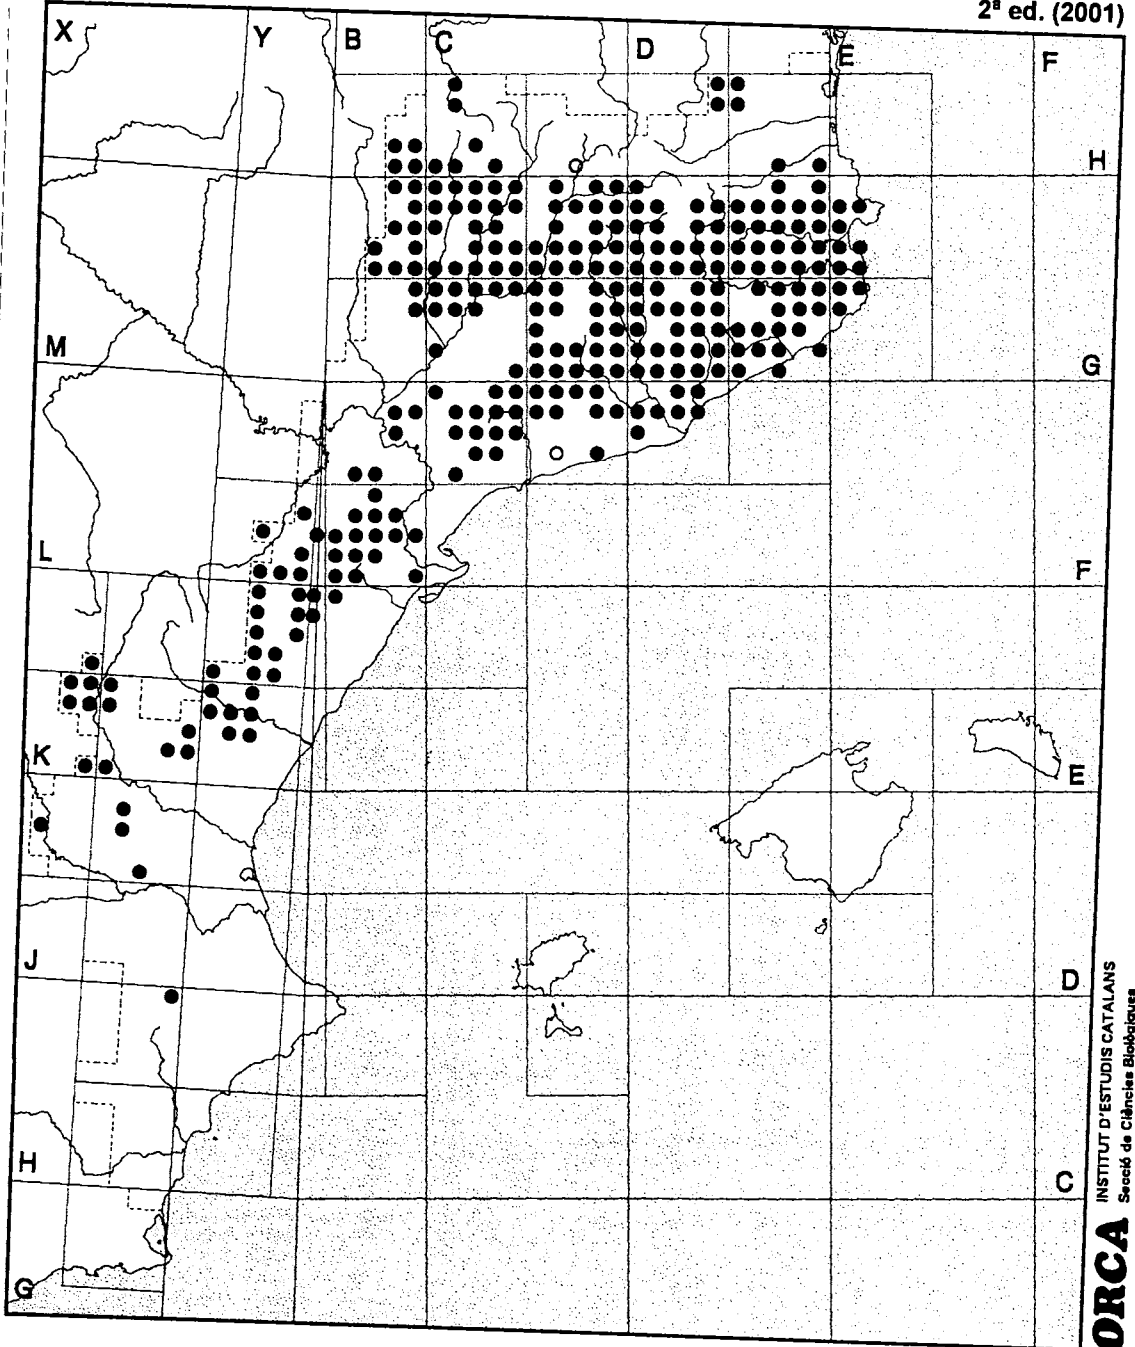 2ª ed. (2001)
X Y B C D E F
H
M G
L F
K E
J D
H C
G
INSTITUT D'ESTUDIS CATALANS
Secció de Ciències Biològiques
ORCA